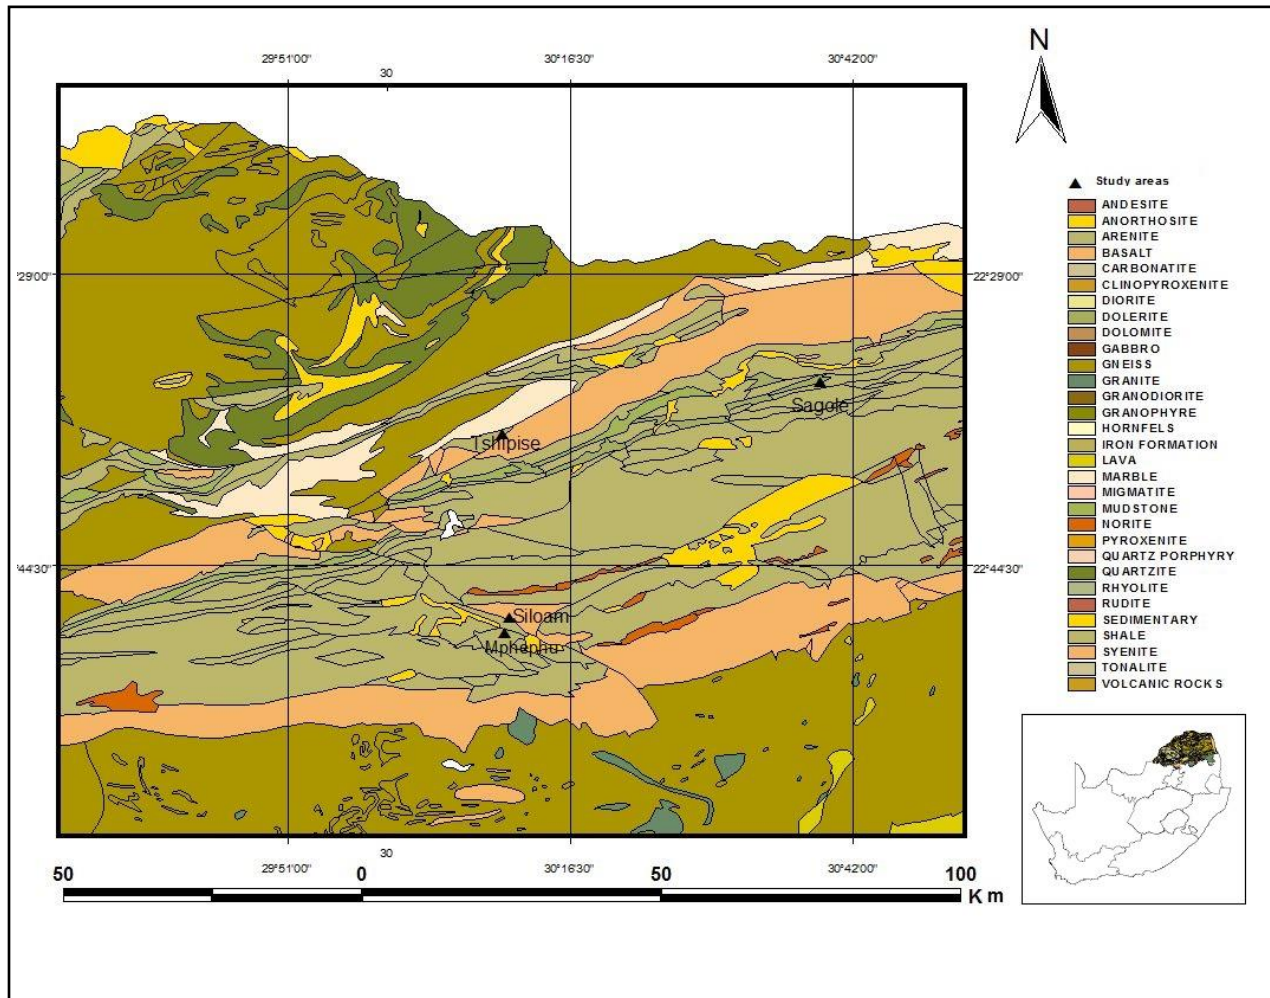 N
29°51'00"
30
30°16'30"
30°42'00"
Study areas
ANDESITE
ANORTHOSITE
ARENITE
BASALT
CARBONATITE
CLINOPYROXENITE
DIORITE
DOLERITE
DOLOMITE
GABBRO
GNEISS
GRANITE
GRANODIORITE
GRANOPHYRE
HORNFELS
IRON FORMATION
LAVA
MARBLE
MIGMATITE
MUDSTONE
NORITE
PYROXENITE
QUARTZ PORPHYRY
QUARTZITE
RHYOLITE
RUDITE
SEDIMENTARY
SHALE
SYENITE
TONALITE
VOLCANIC ROCKS
'29'00"
22°29'00"
Sagole
Tshipise
'44'30"
22°44'30"
Siloam
Mphephu
29°51'00"
30
30°16'30"
30°42'00"
50 0 50 100
Km